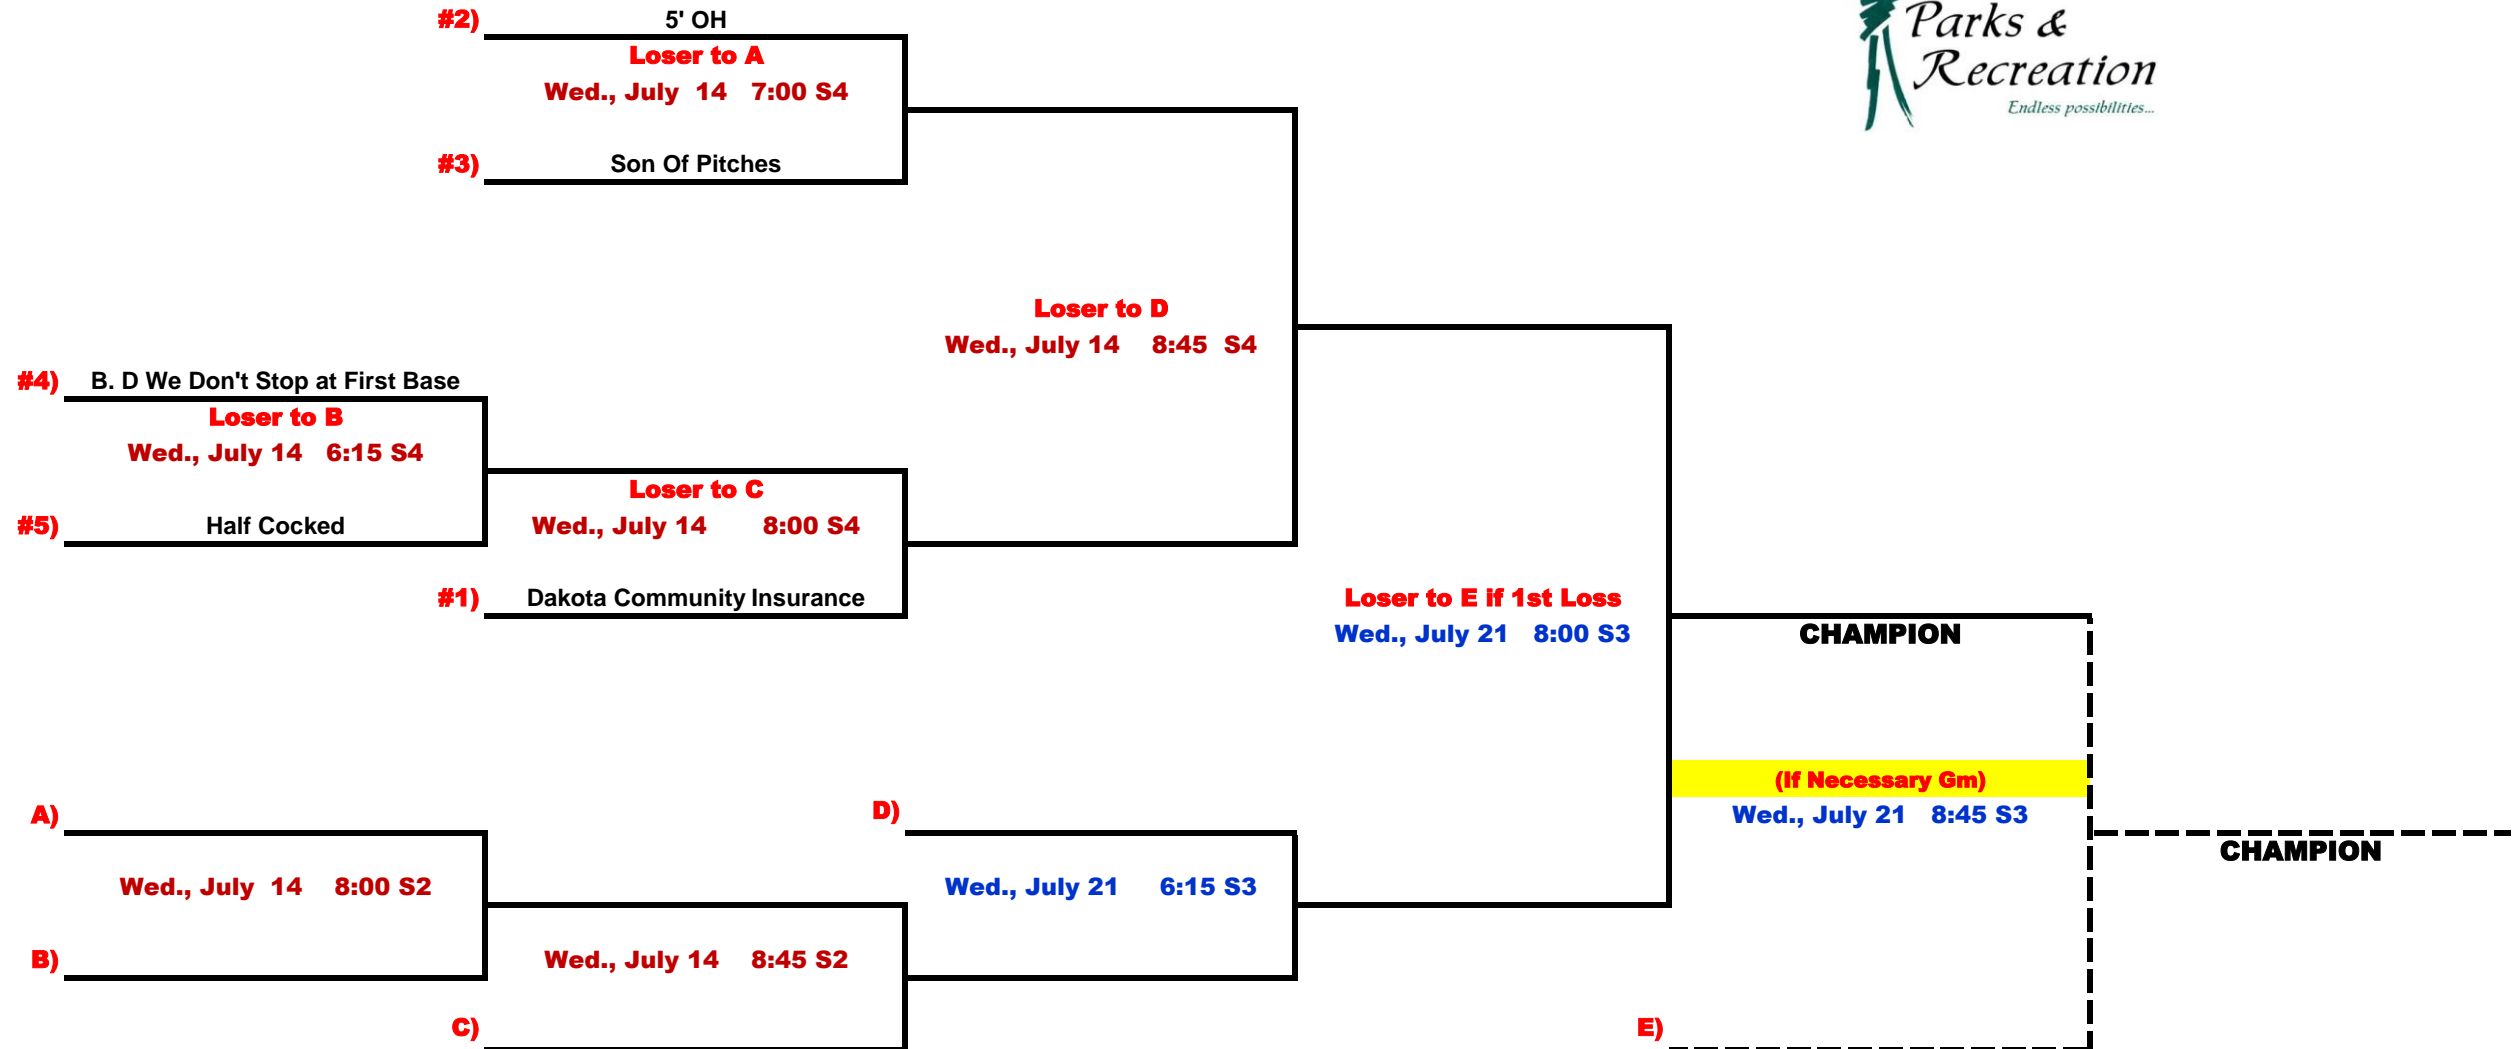 Parks &
Recreation
Endless possibilities...
#2) 5' OH
Loser to A
Wed., July 14 7:00 S4
#3) Son Of Pitches
Loser to D
Wed., July 14 8:45 S4
#4) B. D We Don't Stop at First Base
Loser to B
Wed., July 14 6:15 S4
#5) Half Cocked
Loser to C
Wed., July 14 8:00 S4
#1) Dakota Community Insurance
Loser to E if 1st Loss
Wed., July 21 8:00 S3
CHAMPION
(If Necessary Gm)
Wed., July 21 8:45 S3
CHAMPION
A)
Wed., July 14 8:00 S2
B)
D)
Wed., July 21 6:15 S3
Wed., July 14 8:45 S2
C)
E)